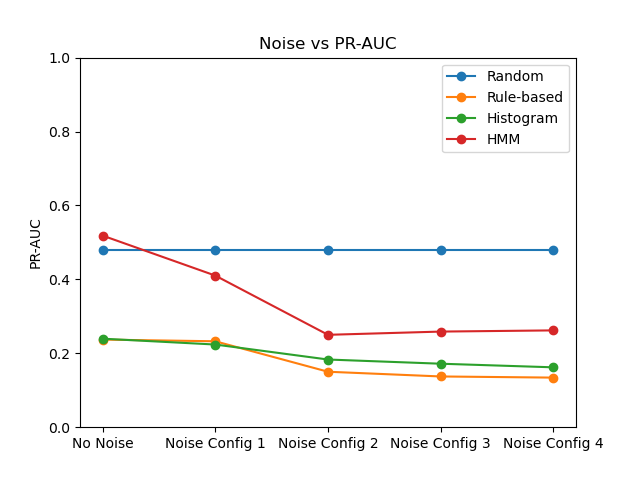 Noise vs PR-AUC
PR-AUC
1.0
0.8
0.6
0.4
0.2
0.0
Random
Rule-based
Histogram
HMM
No Noise
Noise Config 1
Noise Config 2
Noise Config 3
Noise Config 4